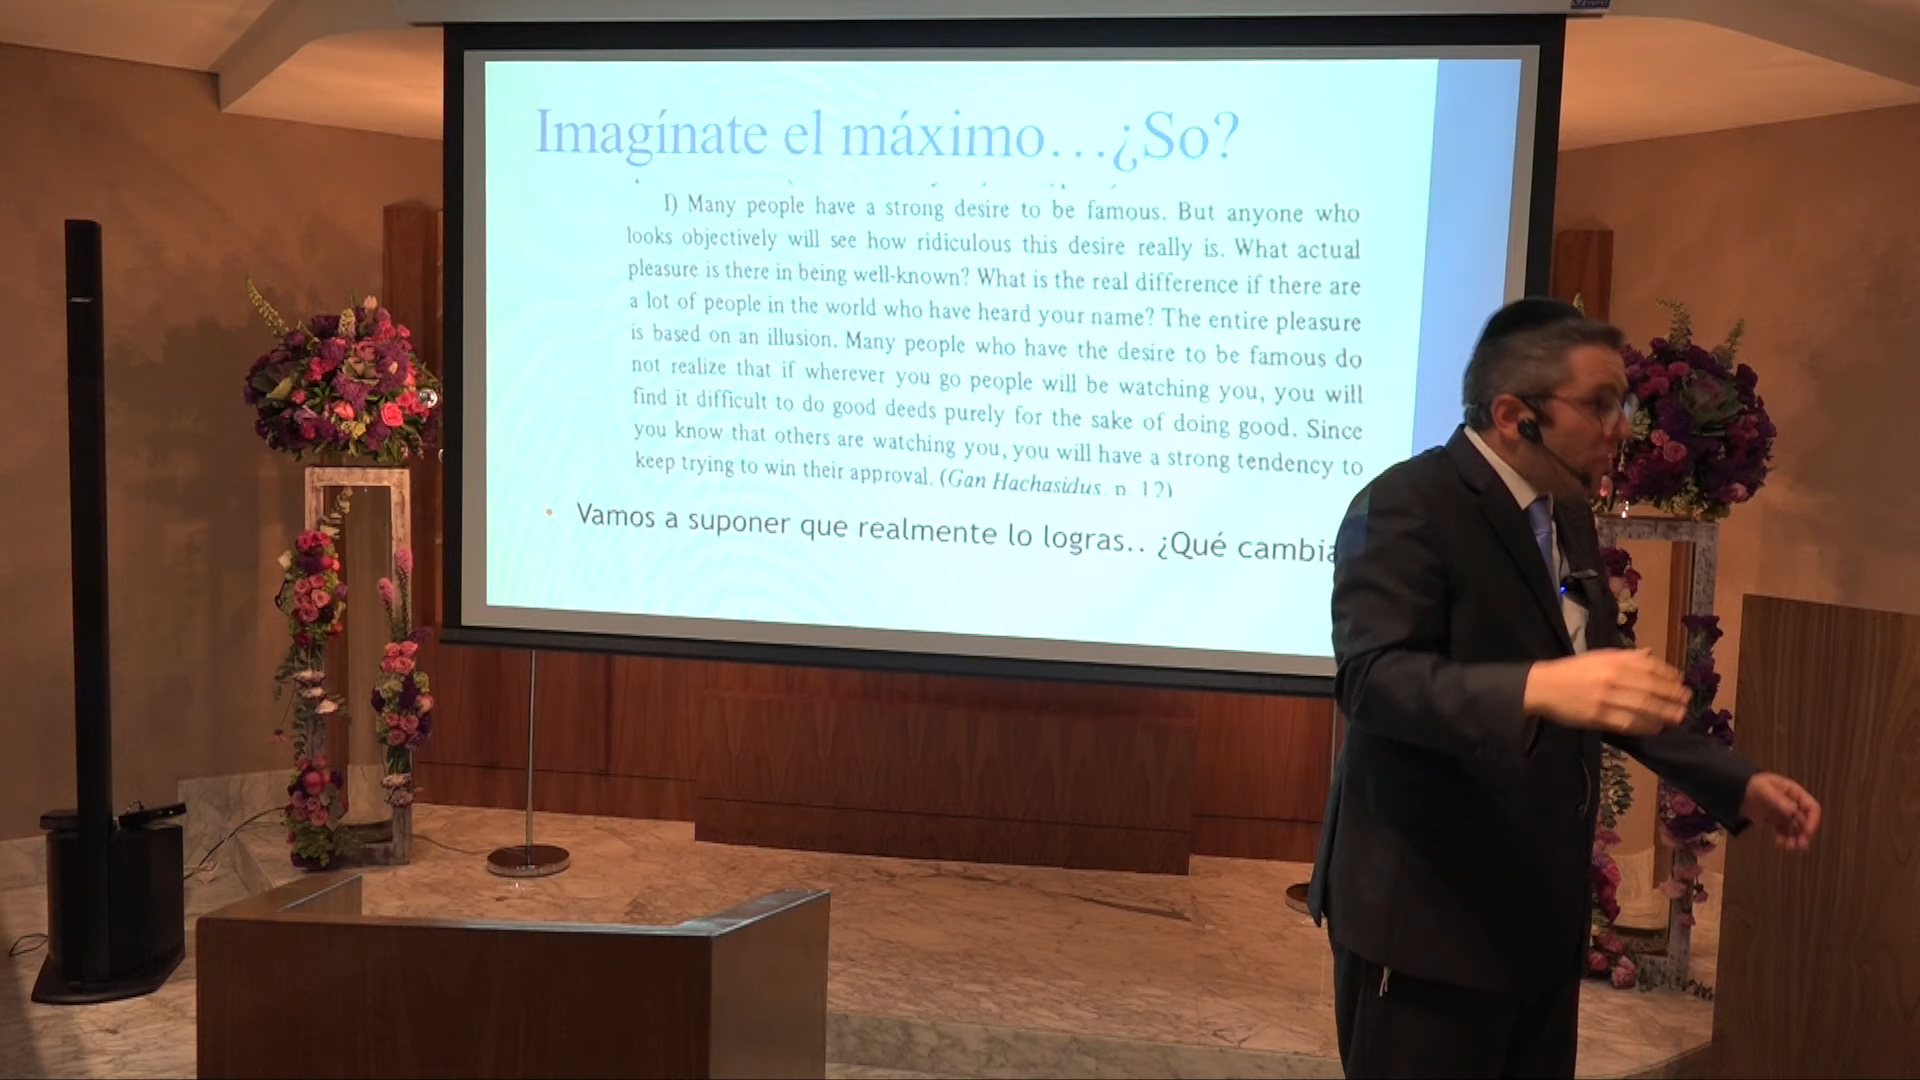 Imagínate el máximo...¿So?
I) Many people have a strong desire to be famous. But anyone who
looks objectively will see how ridiculous this desire really is. What actual
pleasure is there in being well-known? What is the real difference if there are
a lot of people in the world who have heard your name? The entire pleasure
is based on an illusion. Many people who have the desire to be famous do
not realize that if wherever you go people will be watching you, you will
find it difficult to do good deeds purely for the sake of doing good. Since
you know that others are watching you, you will have a strong tendency to
keep trying to win their approval. (Gan Hachasidus, p. 12)
• Vamos a suponer que realmente lo logras.. ¿Qué cambia